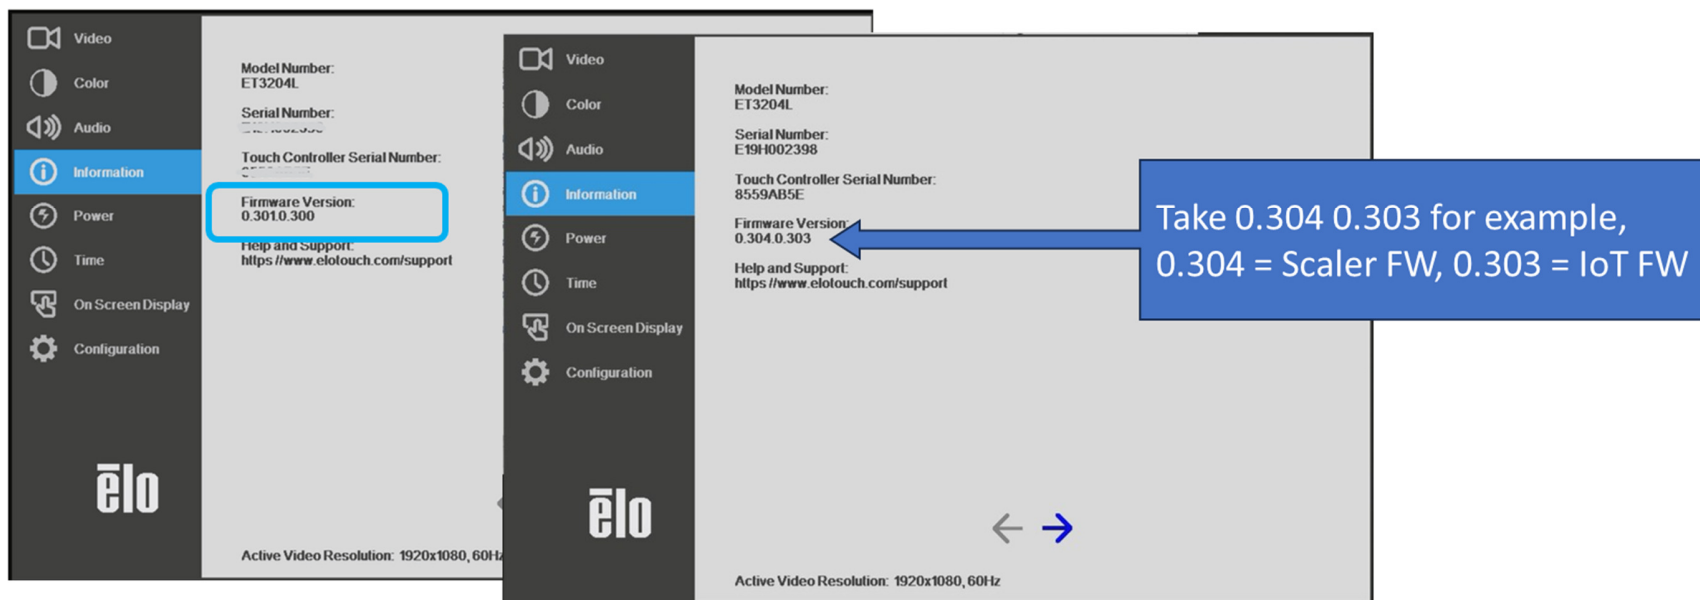 Video
Color
Audio
Information
Power
Time
On Screen Display
Configuration
ēlo
Model Number:
ET3204L
Serial Number:
Touch Controller Serial Number:
Firmware Version:
0.301.0.300
Help and Support:
https://www.elotouch.com/support
Active Video Resolution: 1920x1080, 60Hz
Video
Color
Audio
Information
Power
Time
On Screen Display
Configuration
ēlo
Model Number:
ET3204L
Serial Number:
E19H002398
Touch Controller Serial Number:
8559AB5E
Firmware Version:
0.304.0.303
Help and Support:
https://www.elotouch.com/support
Active Video Resolution: 1920x1080, 60Hz
Take 0.304 0.303 for example,
0.304 = Scaler FW, 0.303 = IoT FW